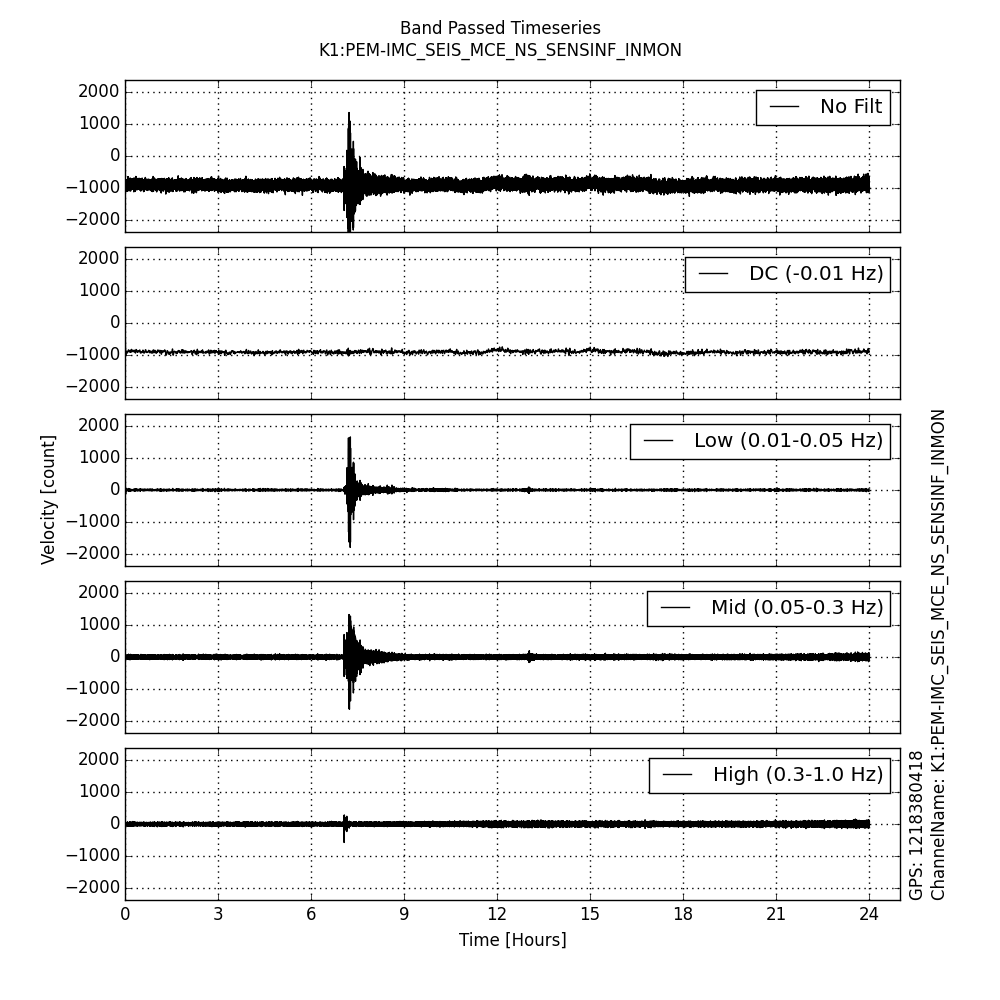 Band Passed Timeseries
K1:PEM-IMC_SEIS_MCE_NS_SENSINF_INMON
2000
1000
0
−1000
−2000
No Filt
2000
1000
0
−1000
−2000
DC (-0.01 Hz)
2000
1000
0
−1000
−2000
Low (0.01-0.05 Hz)
2000
1000
0
−1000
−2000
Mid (0.05-0.3 Hz)
2000
1000
0
−1000
−2000
High (0.3-1.0 Hz)
0 3 6 9 12 15 18 21 24
Time [Hours]
Velocity [count]
GPS: 1218380418
ChannelName: K1:PEM-IMC_SEIS_MCE_NS_SENSINF_INMON